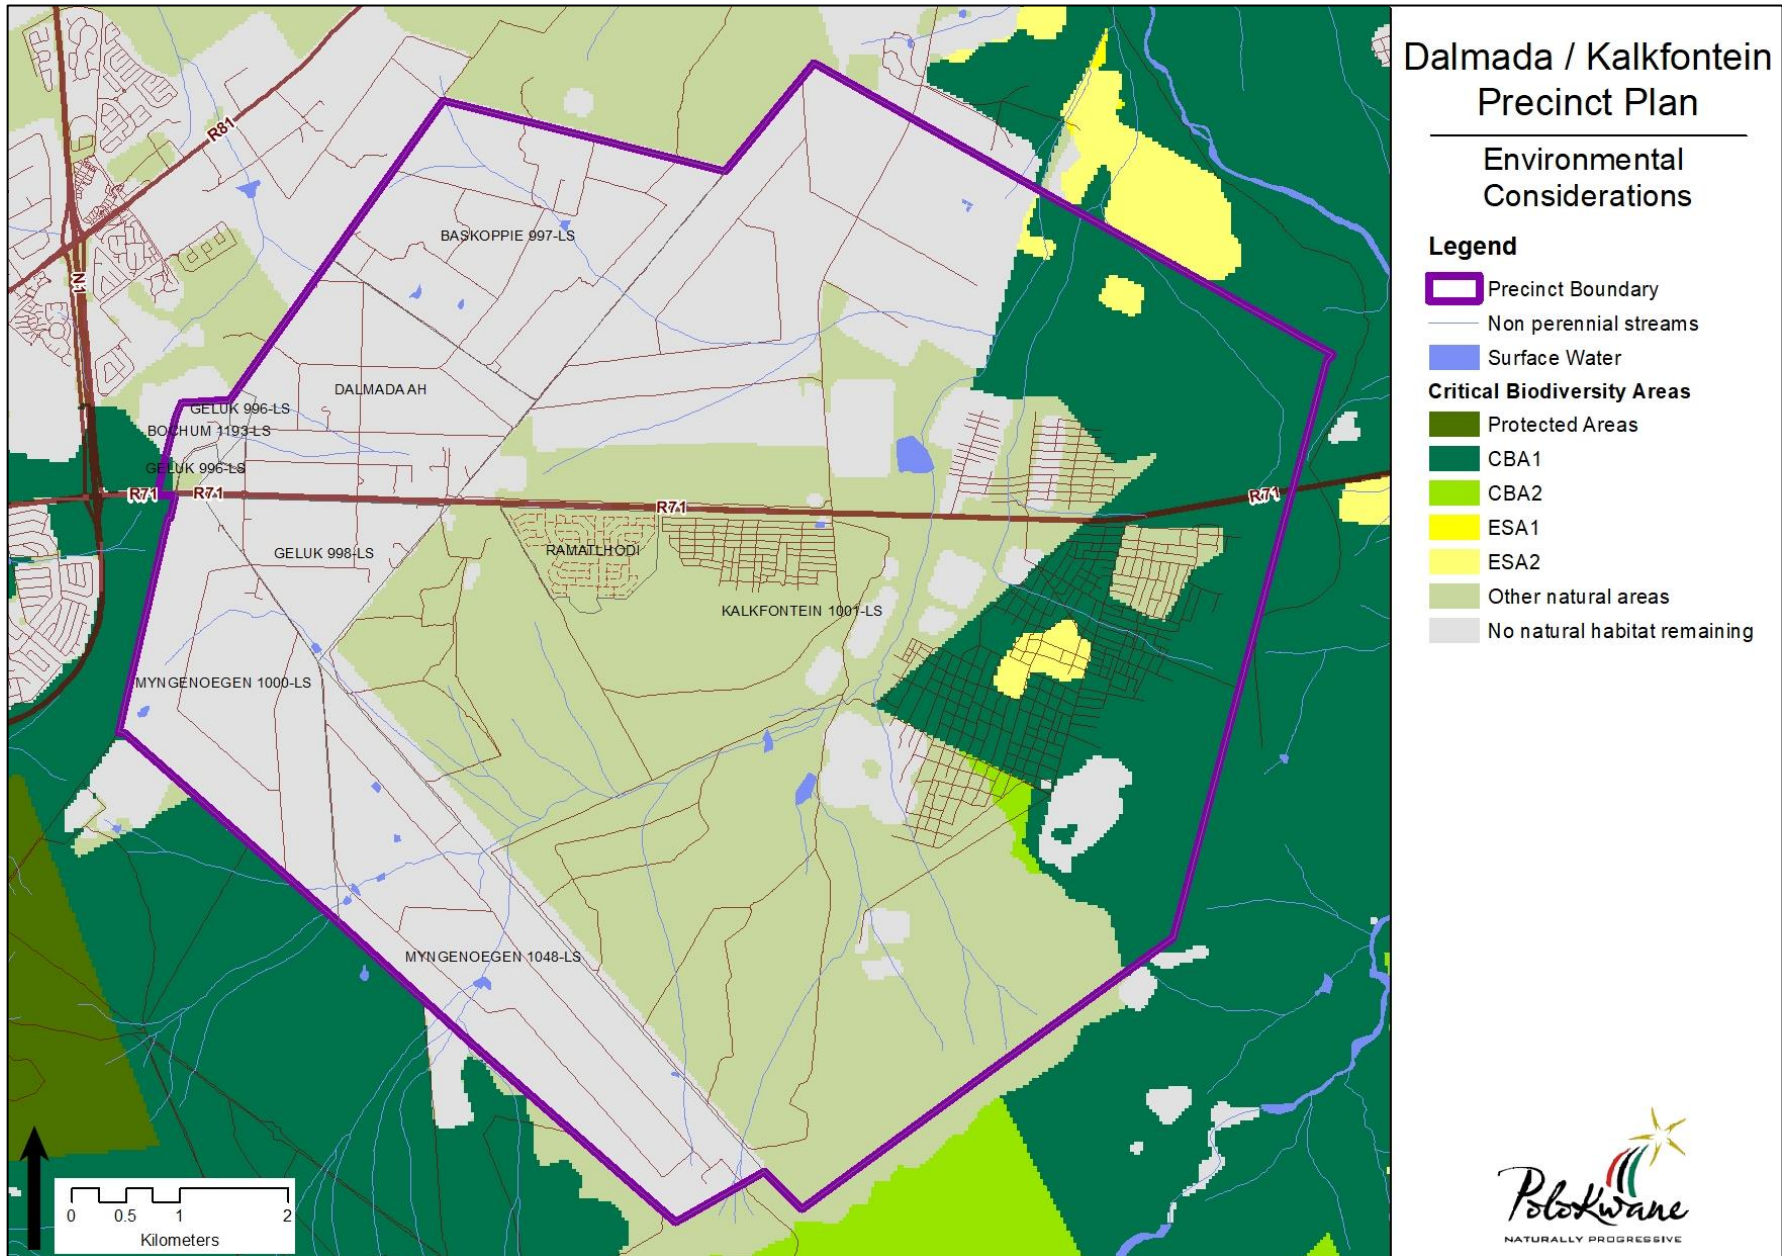 Dalmada / Kalkfontein
Precinct Plan
Environmental
Considerations
Legend
Precinct Boundary
Non perennial streams
Surface Water
Critical Biodiversity Areas
Protected Areas
CBA1
CBA2
ESA1
ESA2
Other natural areas
No natural habitat remaining
R81
N1
BASKOPPIE 997-LS
DALMADA AH
GELUK 996-LS
BOCHUM 1193-LS
GELUK 996-LS
R71
R71
R71
R71
GELUK 998-LS
RAMATLHODI
KALKFONTEIN 1001-LS
MYNGENOEGEN 1000-LS
MYNGENOEGEN 1048-LS
0 0.5 1 2
Kilometers
Polokwane
NATURALLY PROGRESSIVE